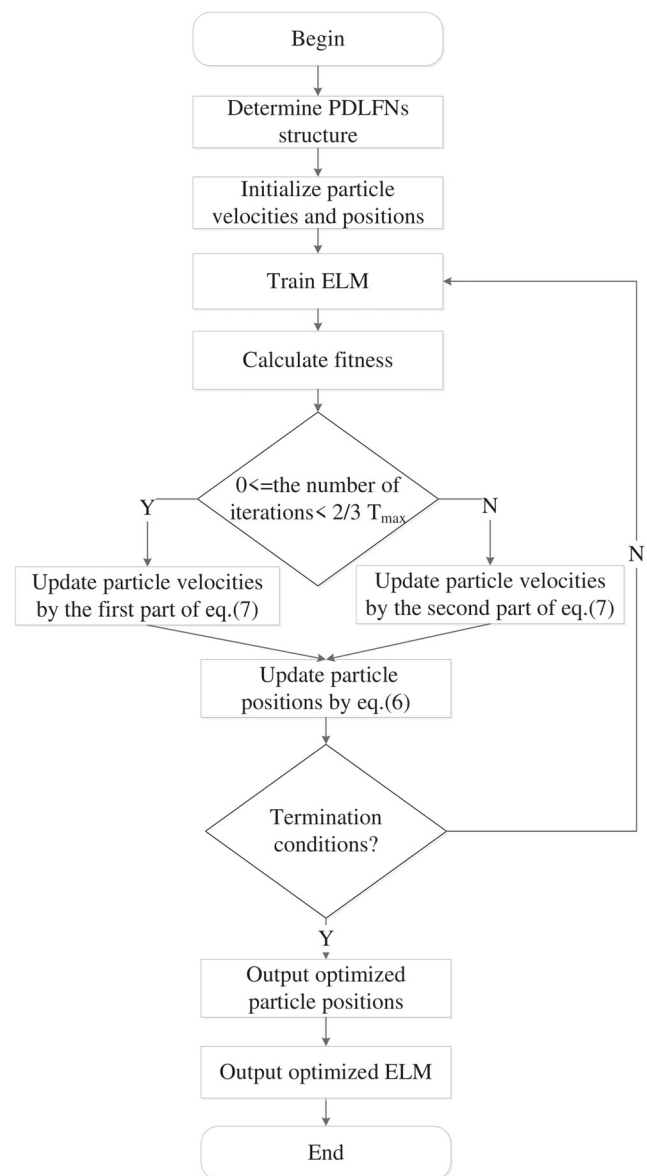 Begin
Determine PDLFNs
structure
Initialize particle
velocities and positions
Train ELM
Calculate fitness
0<=the number of
iterations< 2/3 Tmax
Y
N
N
Update particle velocities
by the first part of eq.(7)
Update particle velocities
by the second part of eq.(7)
Update particle
positions by eq.(6)
Termination
conditions?
Y
Output optimized
particle positions
Output optimized ELM
End